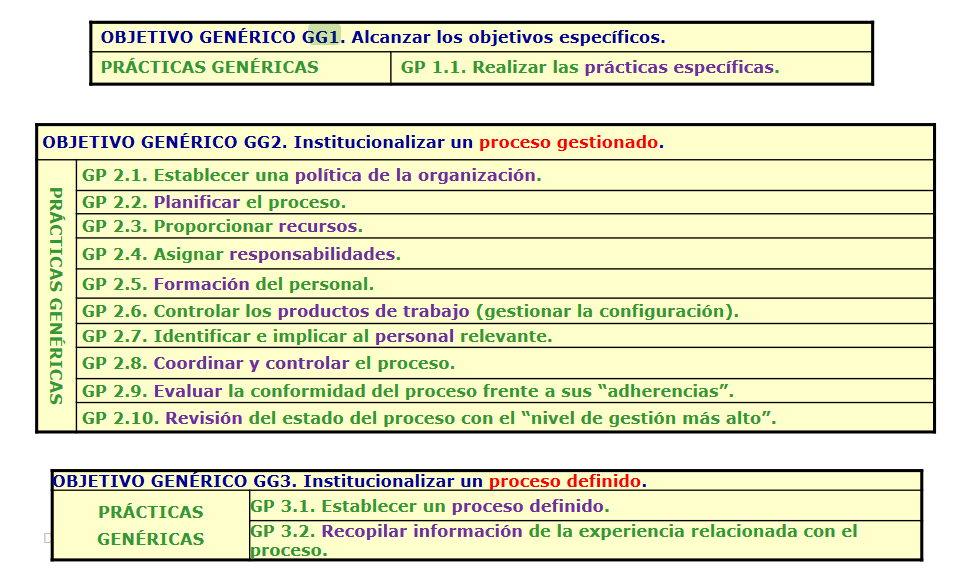 OBJETIVO GENÉRICO GG1. Alcanzar los objetivos específicos.
PRÁCTICAS GENÉRICAS
GP 1.1. Realizar las prácticas específicas.
OBJETIVO GENÉRICO GG2. Institucionalizar un proceso gestionado.
PRÁCTICAS GENÉRICAS
GP 2.1. Establecer una política de la organización.
GP 2.2. Planificar el proceso.
GP 2.3. Proporcionar recursos.
GP 2.4. Asignar responsabilidades.
GP 2.5. Formación del personal.
GP 2.6. Controlar los productos de trabajo (gestionar la configuración).
GP 2.7. Identificar e implicar al personal relevante.
GP 2.8. Coordinar y controlar el proceso.
GP 2.9. Evaluar la conformidad del proceso frente a sus “adherencias”.
GP 2.10. Revisión del estado del proceso con el “nivel de gestión más alto”.
OBJETIVO GENÉRICO GG3. Institucionalizar un proceso definido.
PRÁCTICAS
GENÉRICAS
GP 3.1. Establecer un proceso definido.
GP 3.2. Recopilar información de la experiencia relacionada con el
proceso.